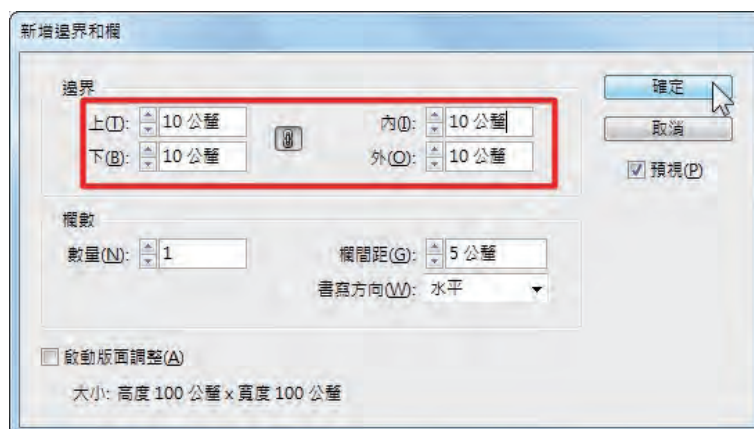 新增邊界和欄
邊界
上(T): 10 公釐 內(I): 10 公釐
下(B): 10 公釐 外(O): 10 公釐
確定
取消
預視(P)
欄數
數量(N): 1 欄間距(G): 5 公釐
書寫方向(W): 水平
啟動版面調整(A)
大小: 高度 100 公釐 x 寬度 100 公釐